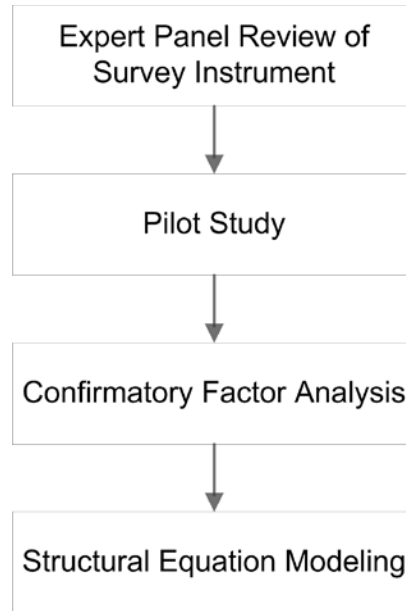 Expert Panel Review of
Survey Instrument
Pilot Study
Confirmatory Factor Analysis
Structural Equation Modeling